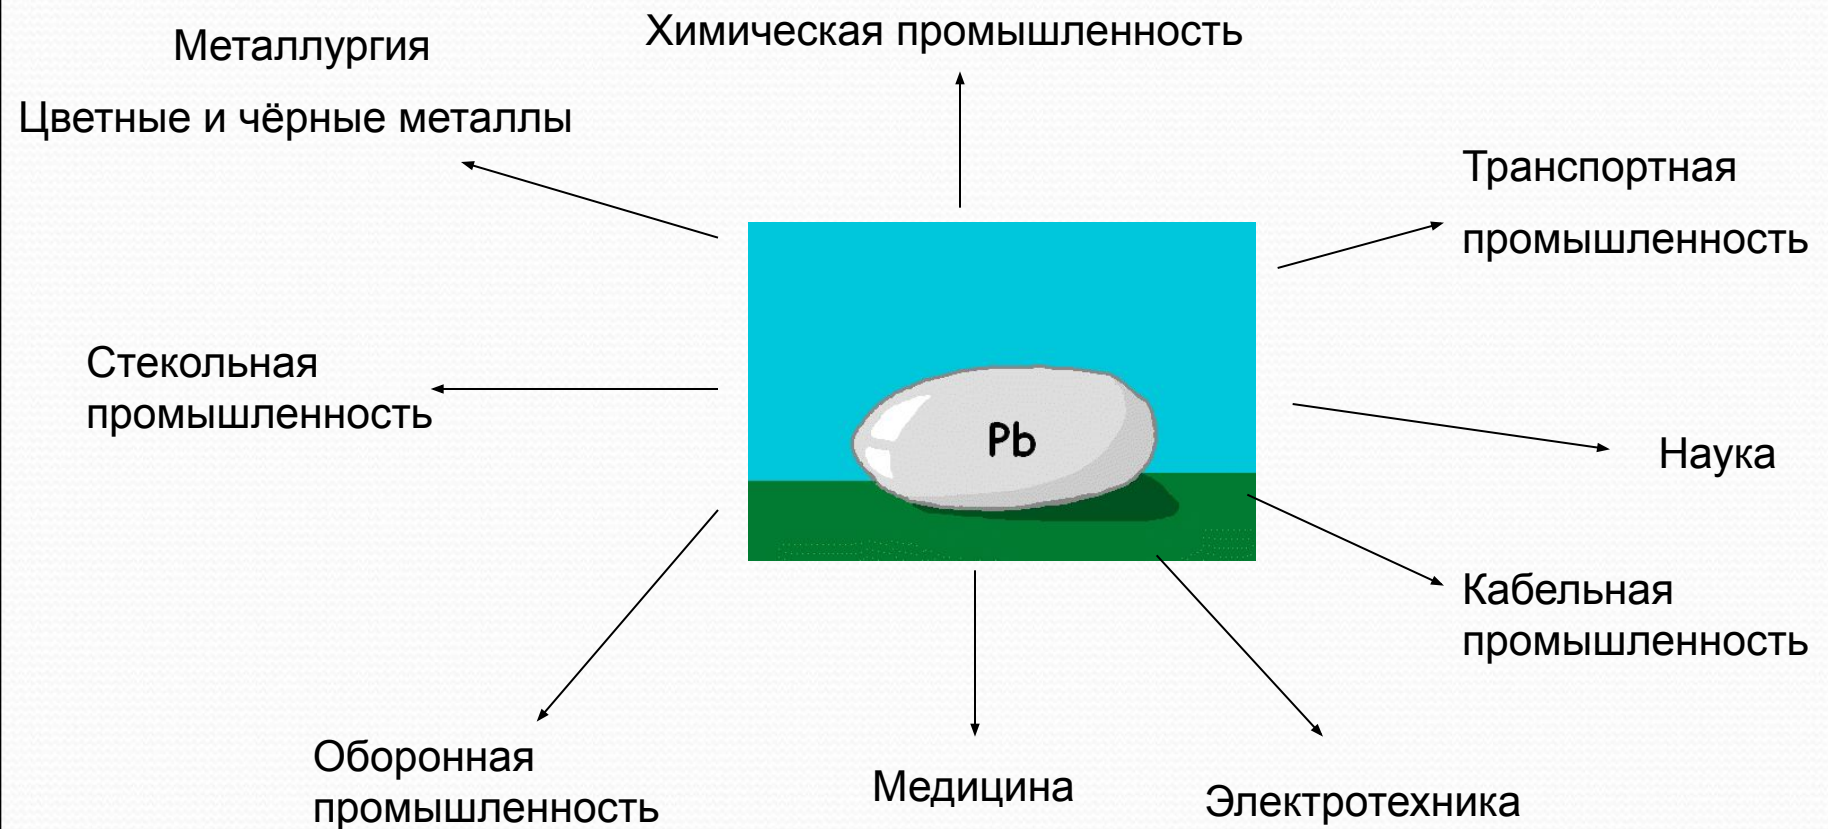 Металлургия
Цветные и чёрные металлы
Химическая промышленность
Транспортная
промышленность
Стекольная
промышленность
Pb
Наука
Кабельная
промышленность
Оборонная
промышленность
Медицина
Электротехника